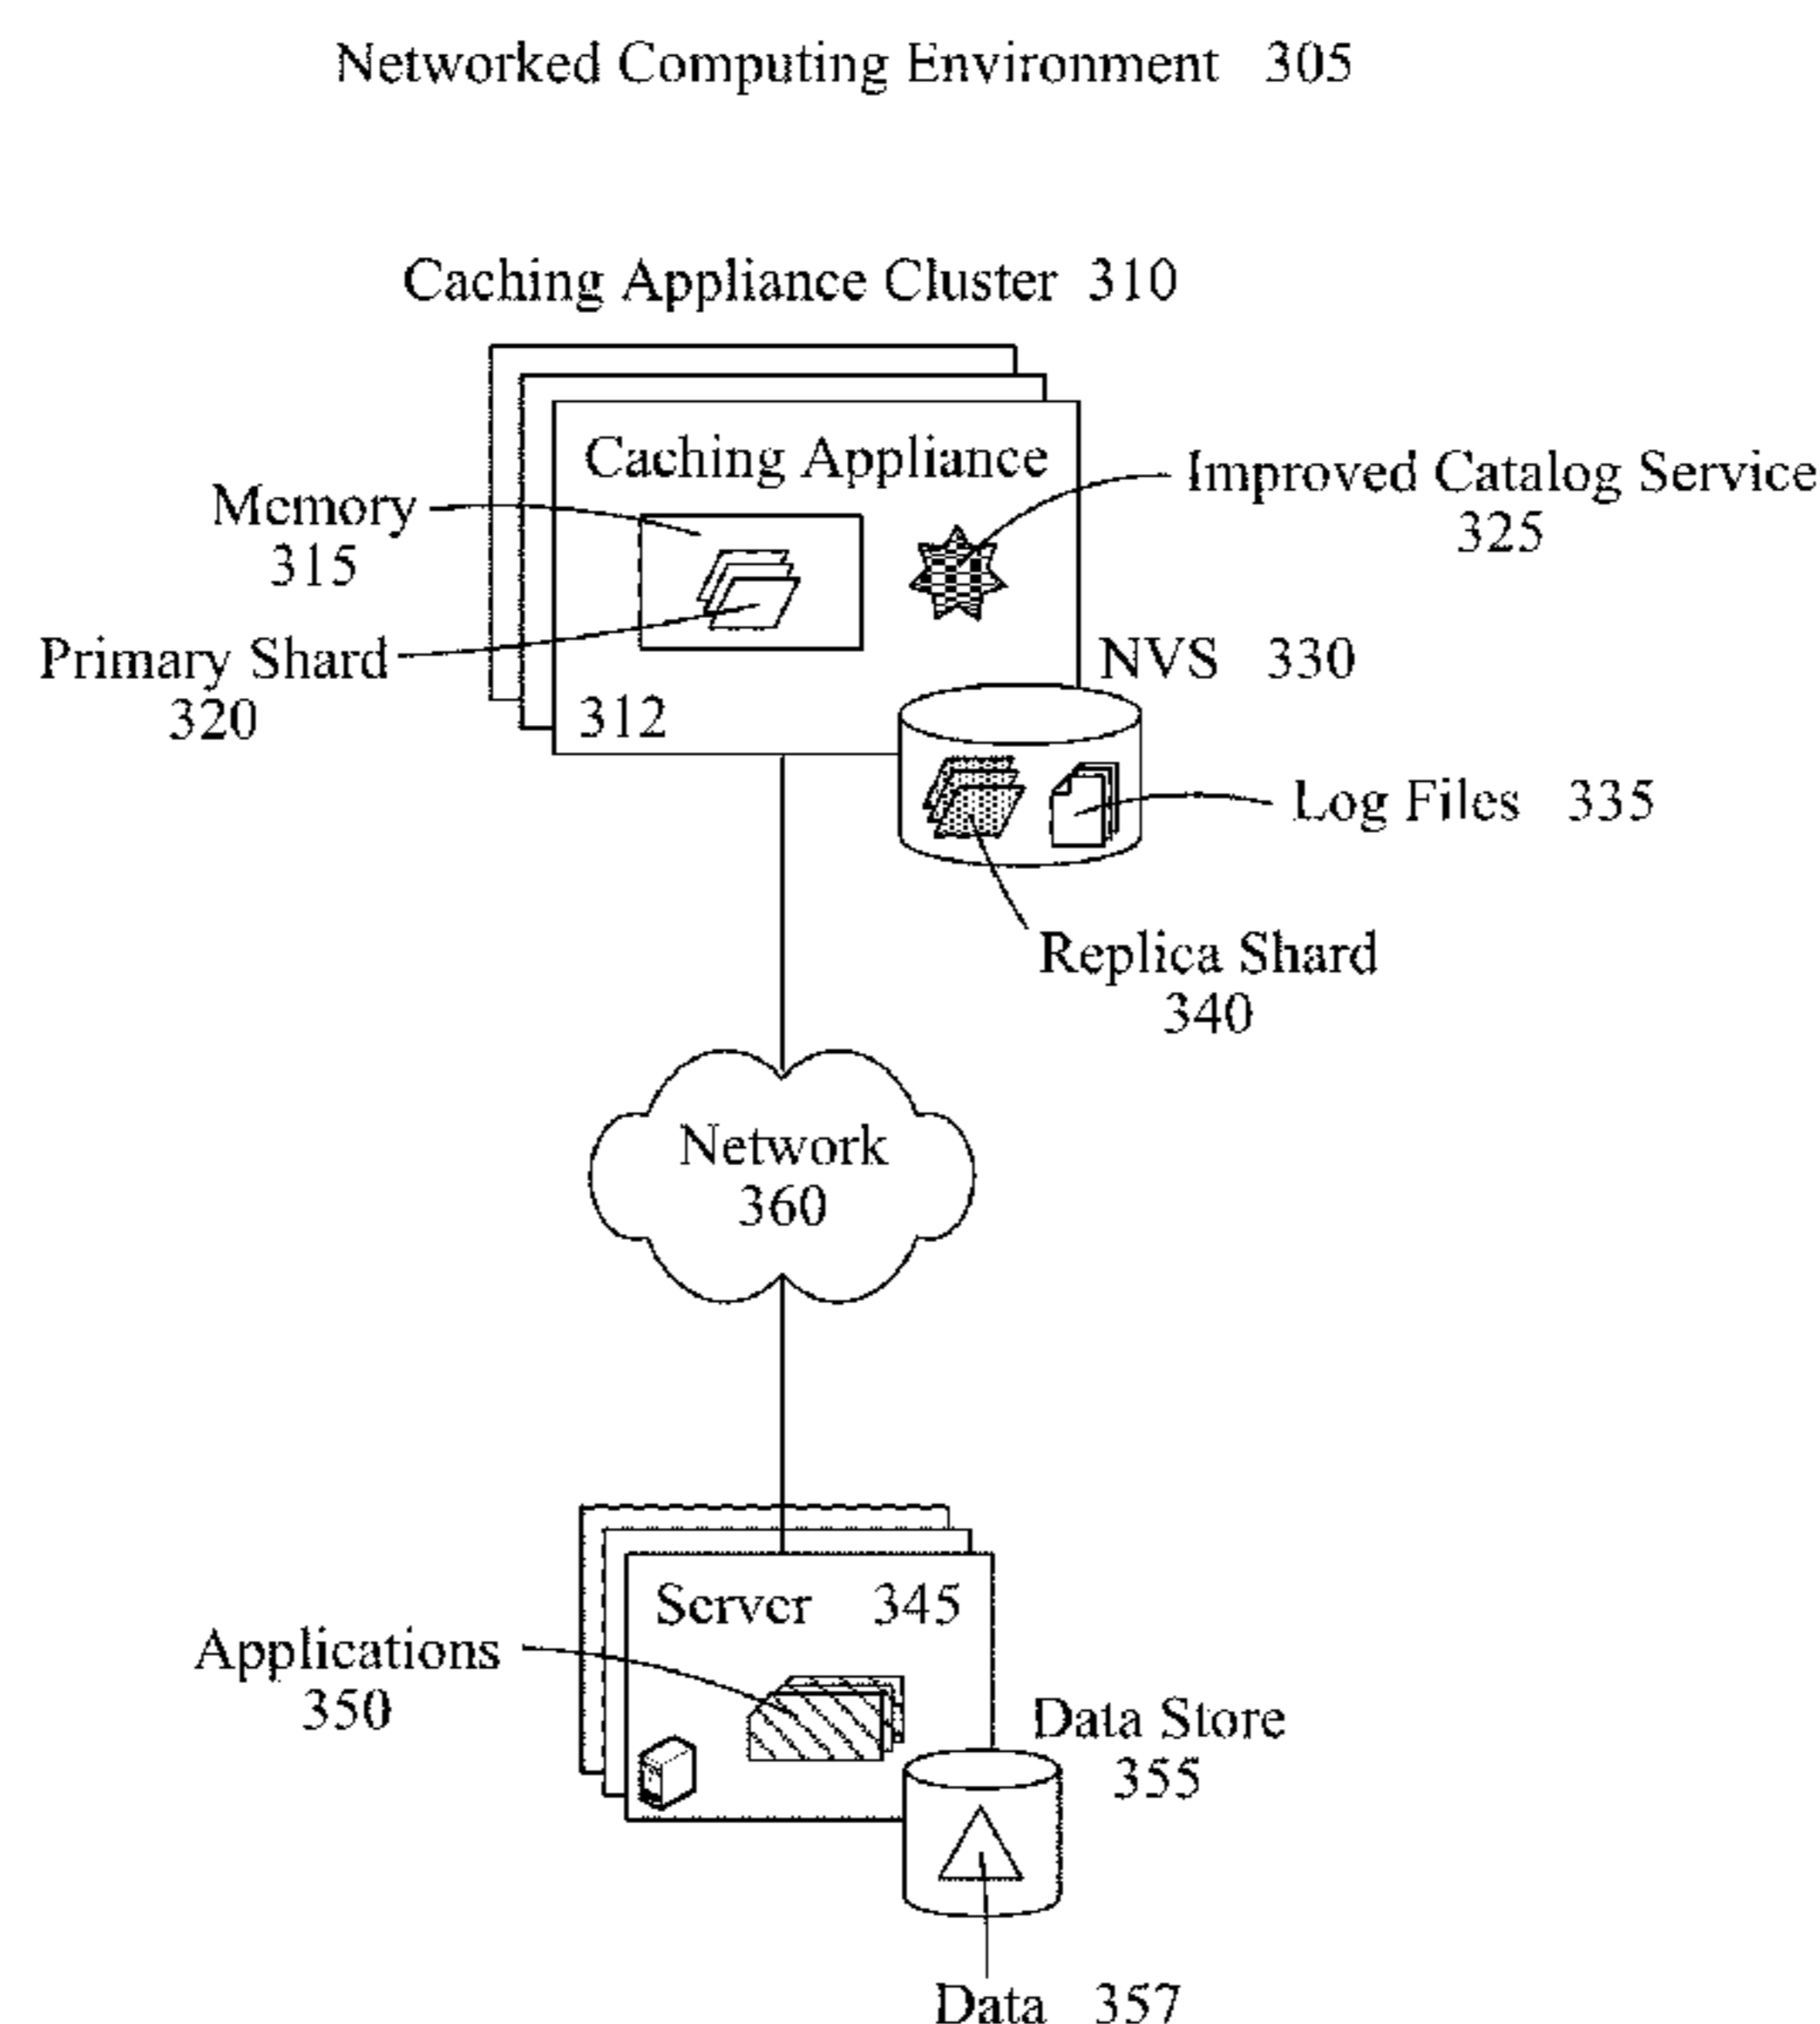 Networked Computing Environment 305
Caching Appliance Cluster 310
Caching Appliance
Improved Catalog Service
325
Memory
315
Primary Shard
320
312
NVS 330
Log Files 335
Replica Shard
340
Network
360
Server 345
Applications
350
Data Store
355
Data 357